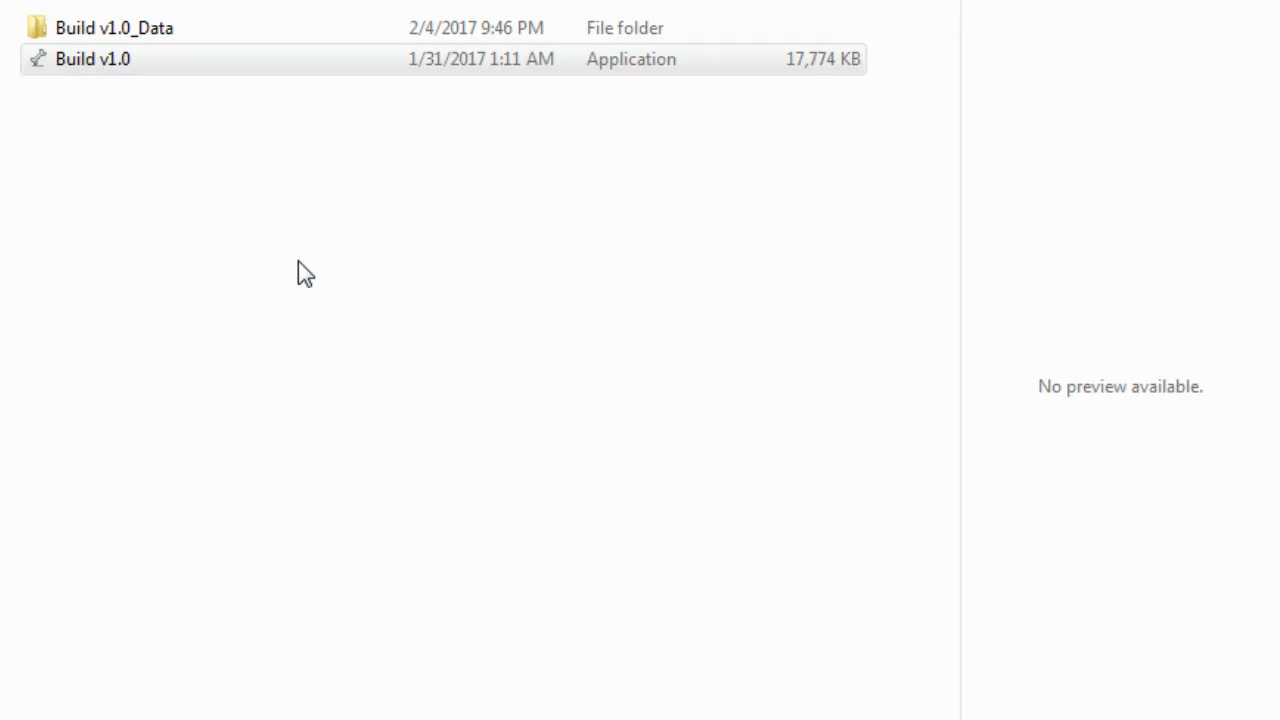 Build v1.0_Data 2/4/2017 9:46 PM File folder
Build v1.0 1/31/2017 1:11 AM Application 17,774 KB
No preview available.